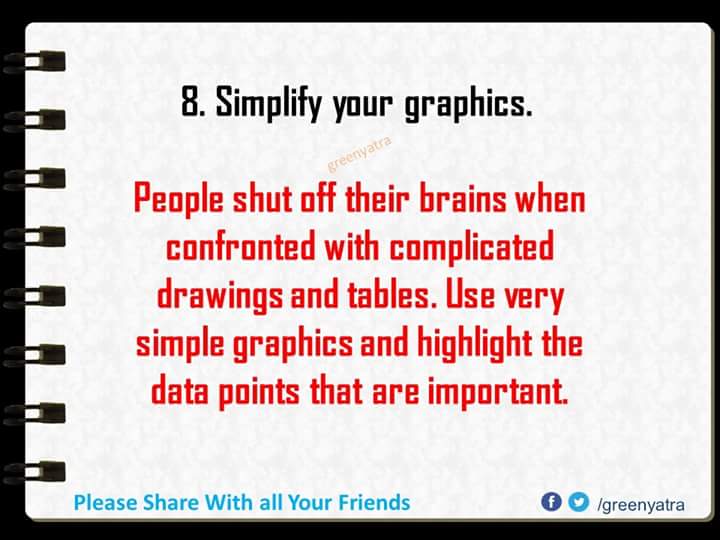 8. Simplify your graphics.
greenyatra
People shut off their brains when
confronted with complicated
drawings and tables. Use very
simple graphics and highlight the
data points that are important.
Please Share With all Your Friends
f /greenyatra